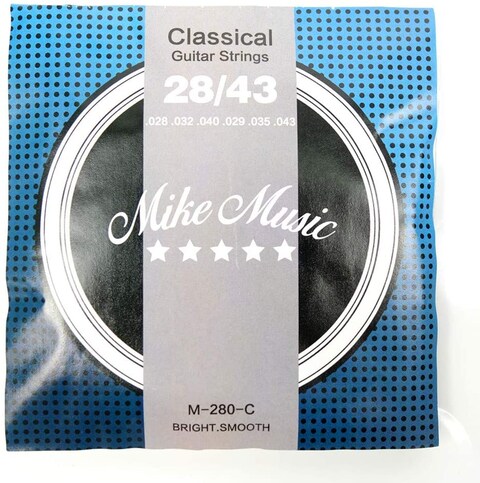 Classical
Guitar Strings
28/43
.028 .032 .040 .029 .035 .043
Mike Music
M-280-C
BRIGHT.SMOOTH